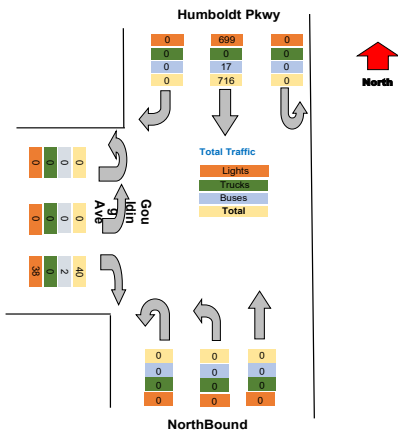 Humboldt Pkwy
0 699 0
0 0 0
0 17 0
0 716 0
North
Total Traffic
Lights
Trucks
Buses
Total
0 0 0 0
Gou
ldin
g
Ave
0 0 0 0
38 0 2 40
0 0 0
0 0 0
0 0 0
0 0 0
NorthBound